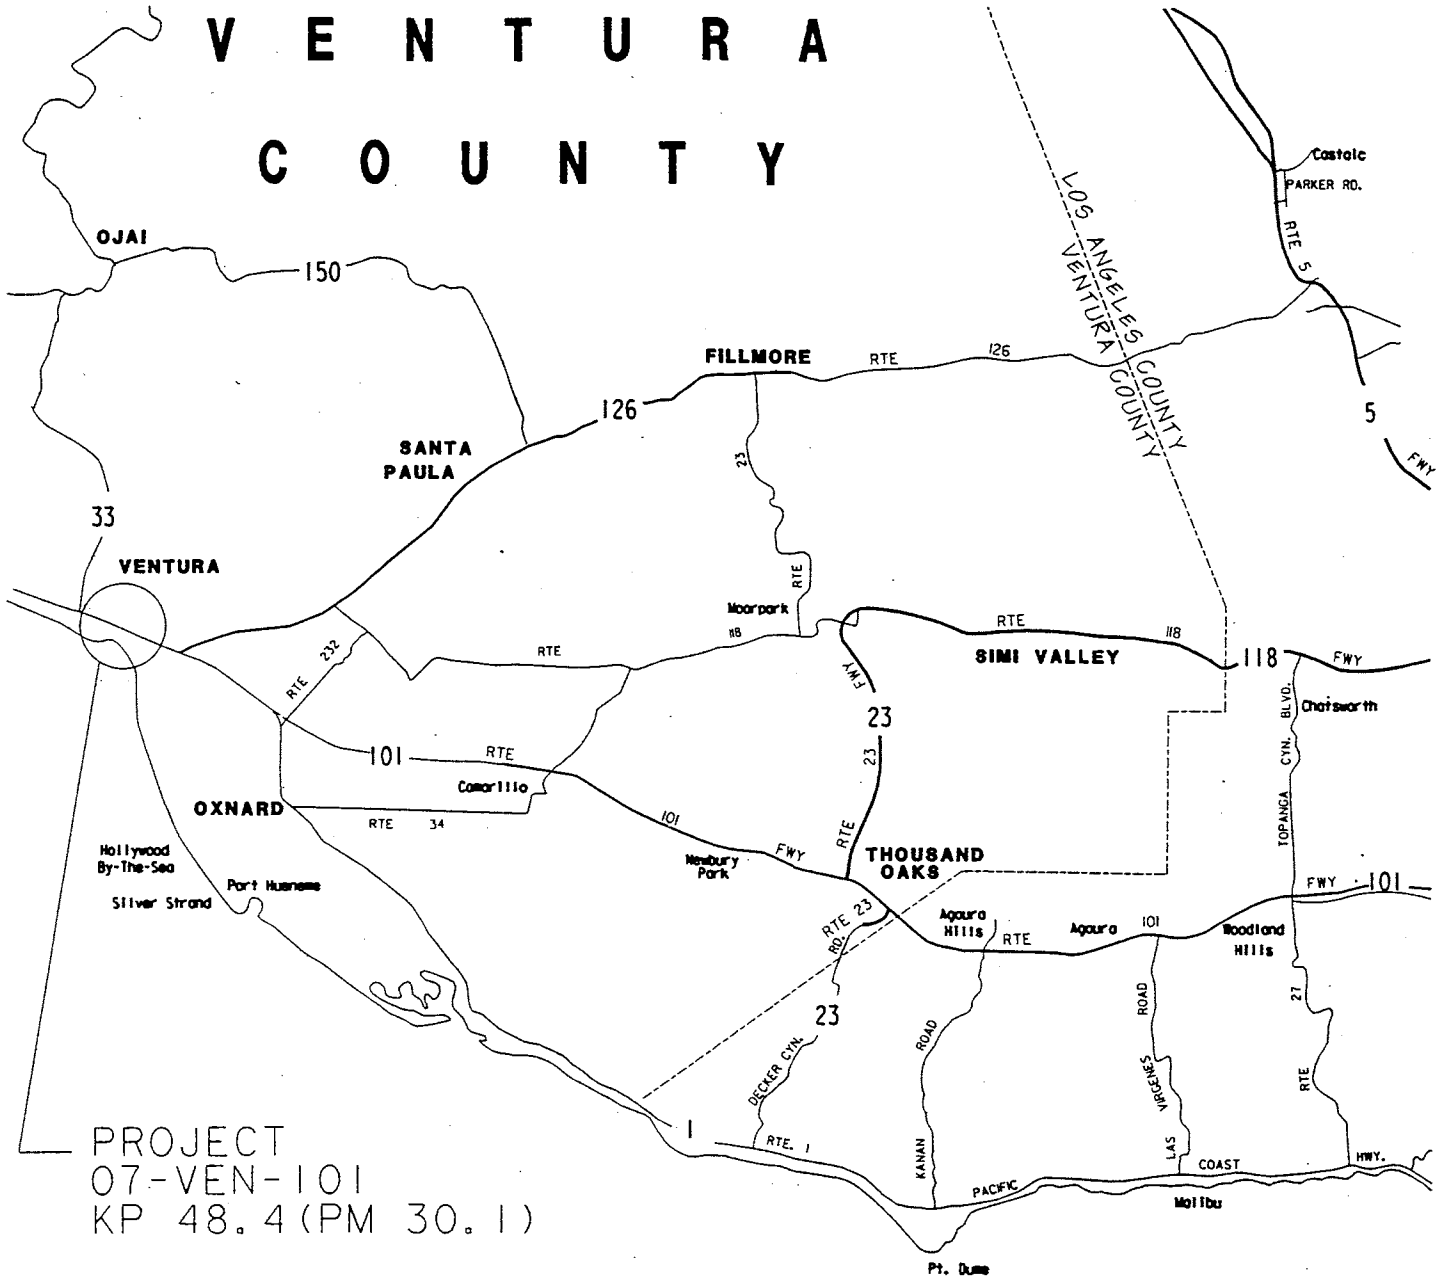 VENTURA
COUNTY
Castaic
PARKER RD.
RTE 5
LOS ANGELES COUNTY
VENTURA COUNTY
OJAI
150
FILLMORE
RTE 126
126
5
FWY
SANTA
PAULA
23
RTE
33
VENTURA
Moorpark
118
RTE
RTE 232
RTE 118
SIMI VALLEY
118
FWY
FWY
23
Chatsworth
TOPANGA CYN. BLVD.
101
RTE
Camarillo
23
RTE
OXNARD
RTE 34
101
FWY
Newbury
Park
THOUSAND
OAKS
Hollywood
By-The-Sea
Port Hueneme
Silver Strand
RTE 23
RD.
Agoura
Hills
RTE
Agoura
101
Woodland
Hills
FWY
101
27
RTE
23
DECKER CYN.
KANAN ROAD
LAS VIRGENES ROAD
1
RTE. 1
PACIFIC COAST HWY.
Malibu
Pt. Dume
PROJECT
07-VEN-101
KP 48.4(PM 30.1)